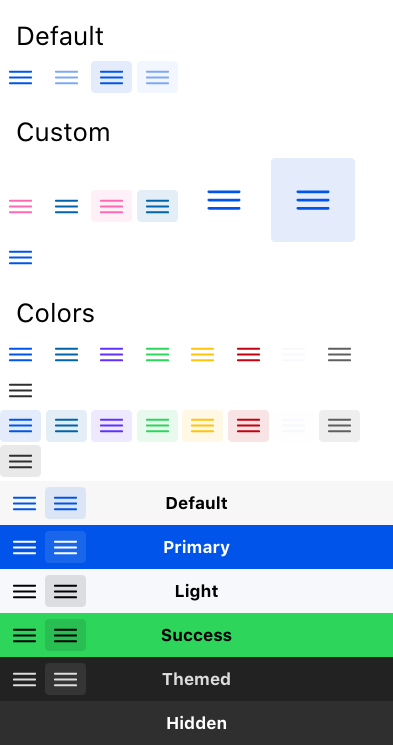 Default
Custom
Colors
Default
Primary
Light
Success
Themed
Hidden